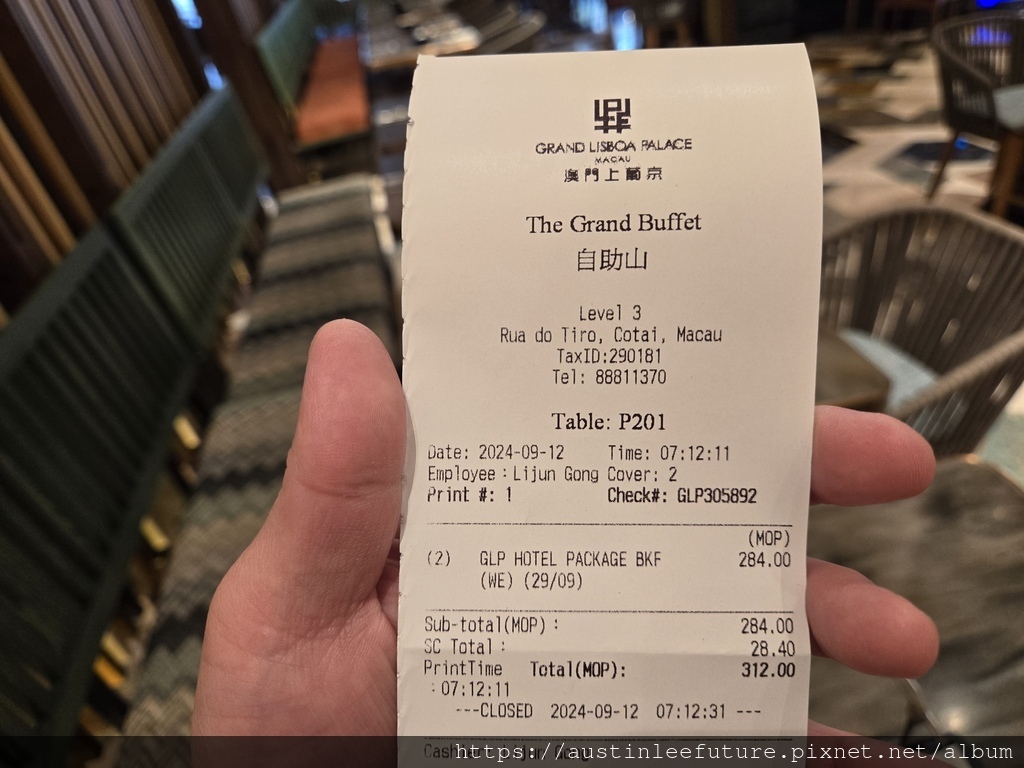 GRAND LISBOA PALACE
MACAU
澳門上葡京
The Grand Buffet
自助山
Level 3
Rua do Tiro, Cotai, Macau
TaxID:290181
Tel: 88811370
Table: P201
Date: 2024-09-12 Time: 07:12:11
Employee : Lijun Gong Cover: 2
Print #: 1 Check#: GLP305892
(MOP)
(2) GLP HOTEL PACKAGE BKF 284.00
(WE) (29/09)
Sub-total(MOP) : 284.00
SC Total : 28.40
PrintTime Total(MOP): 312.00
: 07:12:11
---CLOSED 2024-09-12 07:12:31 ---
https://austinleefuture.pixnet.net/album